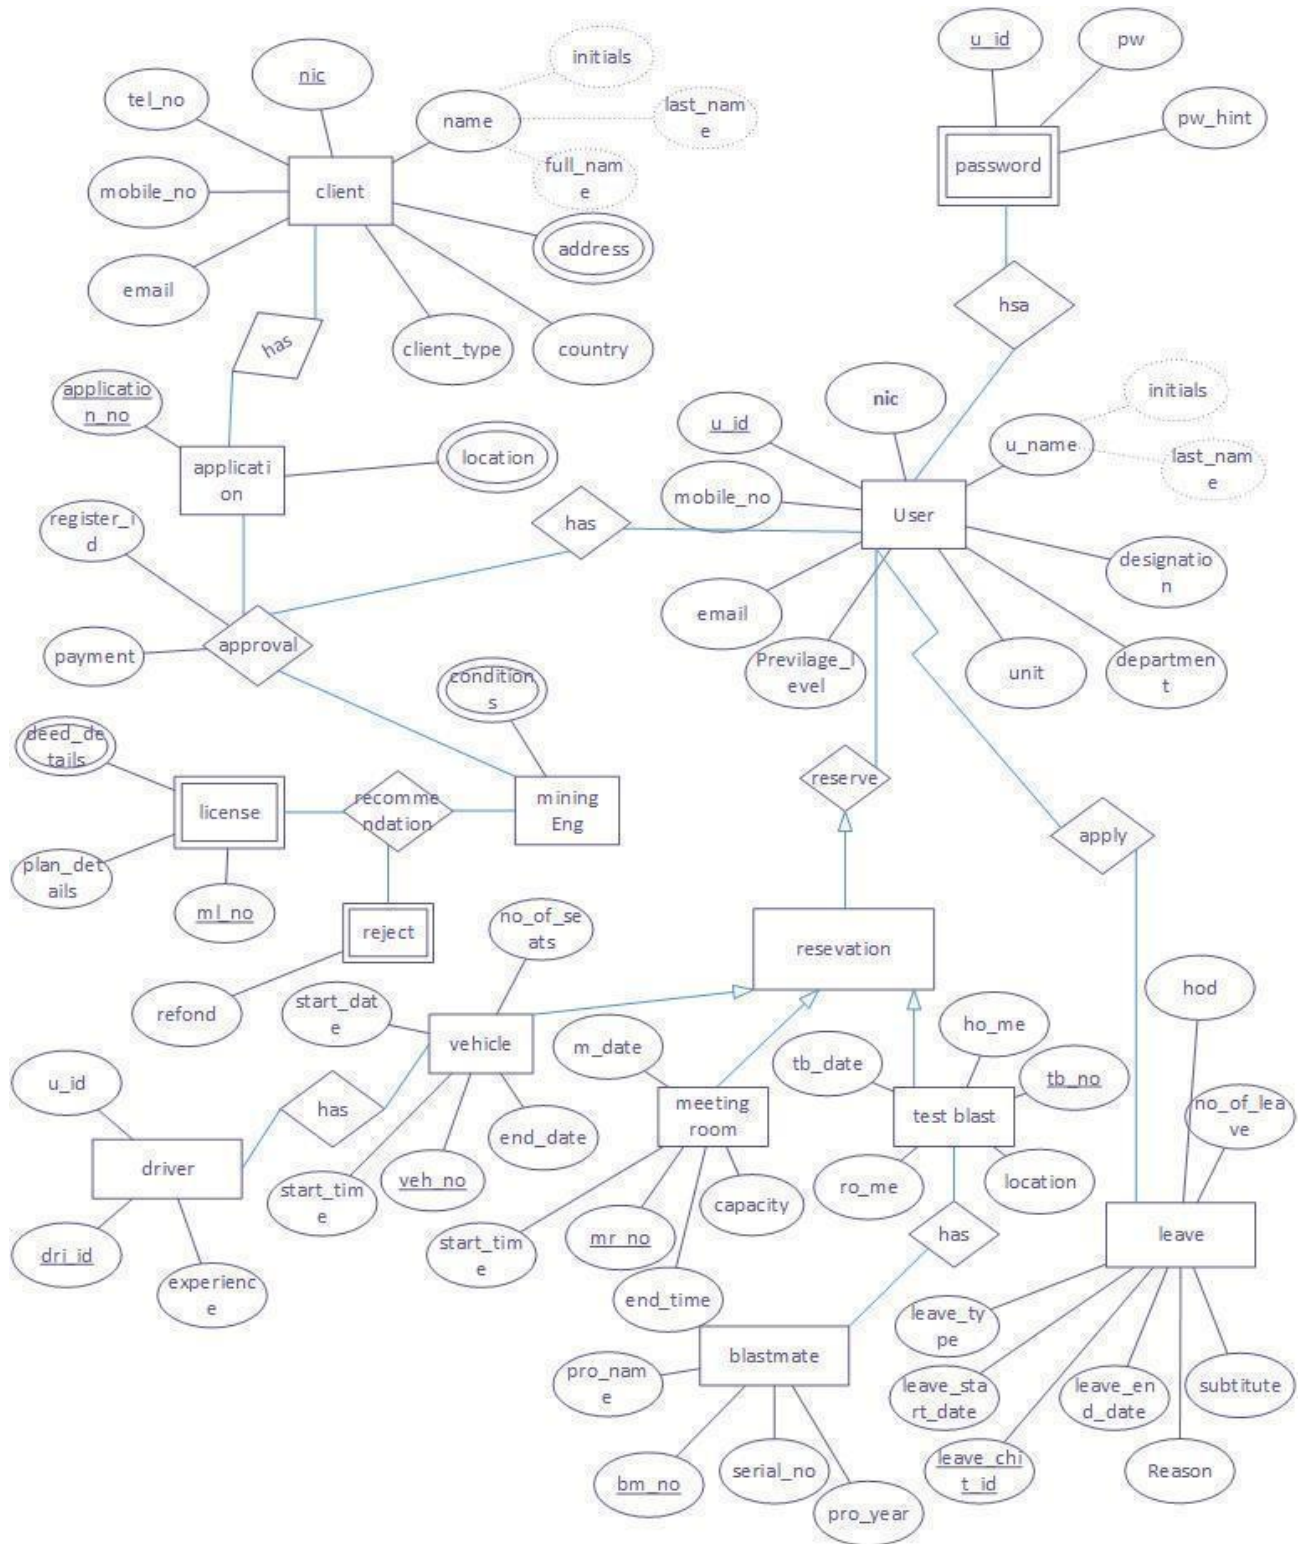 u_id
pw
initials
nic
tel_no
name
last_nam
e
pw_hint
password
full_nam
e
client
mobile_no
address
email
hsa
has
client_type
country
applicatio
n_no
nic
initials
u_id
u_name
location
applicati
on
last_nam
e
mobile_no
User
register_i
d
has
designatio
n
email
approval
payment
Previlage_l
evel
unit
departmen
t
condition
s
deed_de
tails
reserve
license
recomme
ndation
mining
Eng
apply
plan_det
ails
ml_no
reject
no_of_se
ats
resevation
refond
start_dat
e
hod
vehicle
m_date
ho_me
tb_date
tb_no
u_id
has
meeting
room
test blast
no_of_lea
ve
end_date
driver
start_tim
e
veh_no
capacity
ro_me
location
dri_id
start_tim
e
mr_no
has
leave
experienc
e
end_time
leave_ty
pe
blastmate
pro_nam
e
leave_sta
rt_date
leave_en
d_date
subtitute
bm_no
serial_no
leave_chi
t_id
Reason
pro_year